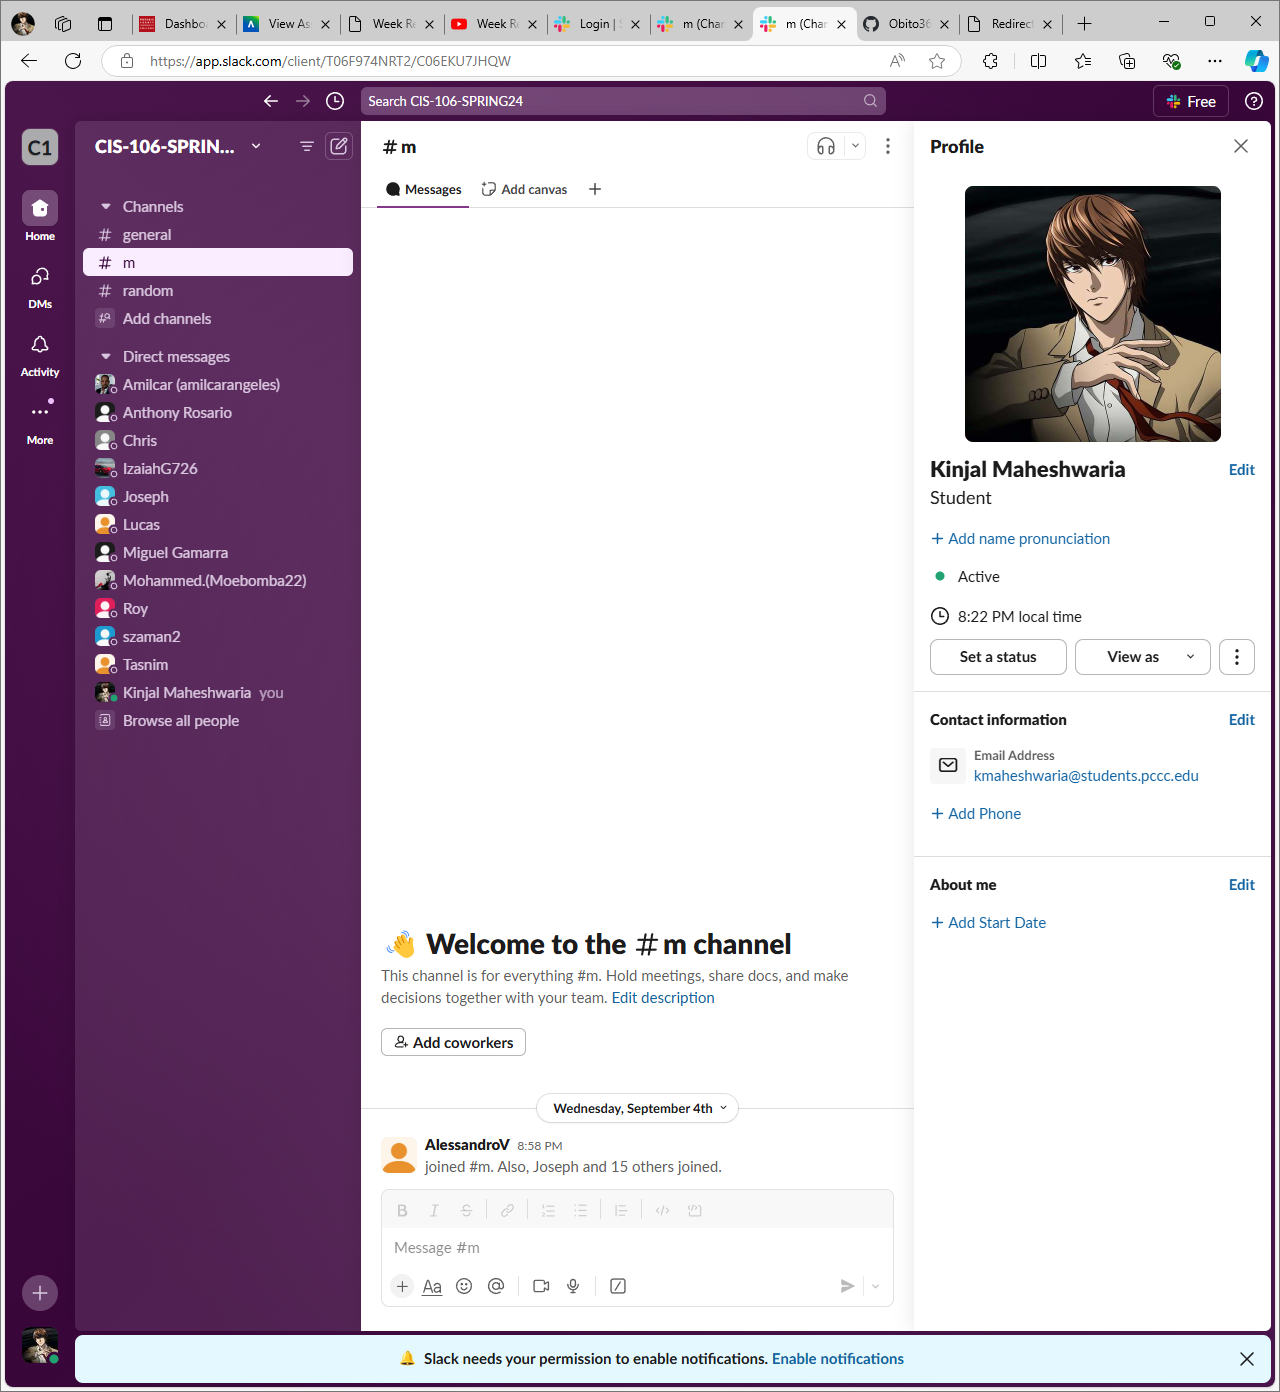 Dashbo
View As
Week Re
Week Re
Login |
m (Chan
m (Chan
Obito36
Redirect
https://app.slack.com/client/T06F974NRT2/C06EKU7JHQW
Search CIS-106-SPRING24
Free
C1
Home
DMs
Activity
More
CIS-106-SPRIN...
Channels
# general
# m
# random
Add channels
Direct messages
Amilcar (amilcarangeles)
Anthony Rosario
Chris
IzaiahG726
Joseph
Lucas
Miguel Gamarra
Mohammed.(Moebomba22)
Roy
szaman2
Tasnim
Kinjal Maheshwaria you
Browse all people
# m
Messages
Add canvas
👋 Welcome to the # m channel
This channel is for everything #m. Hold meetings, share docs, and make
decisions together with your team. Edit description
Add coworkers
Wednesday, September 4th
AlessandroV 8:58 PM
joined #m. Also, Joseph and 15 others joined.
B I S
Message #m
+ Aa @
Profile
Kinjal Maheshwaria
Edit
Student
+ Add name pronunciation
Active
8:22 PM local time
Set a status
View as
Contact information
Edit
Email Address
kmaheshwaria@students.pccc.edu
+ Add Phone
About me
Edit
+ Add Start Date
🔔 Slack needs your permission to enable notifications. Enable notifications